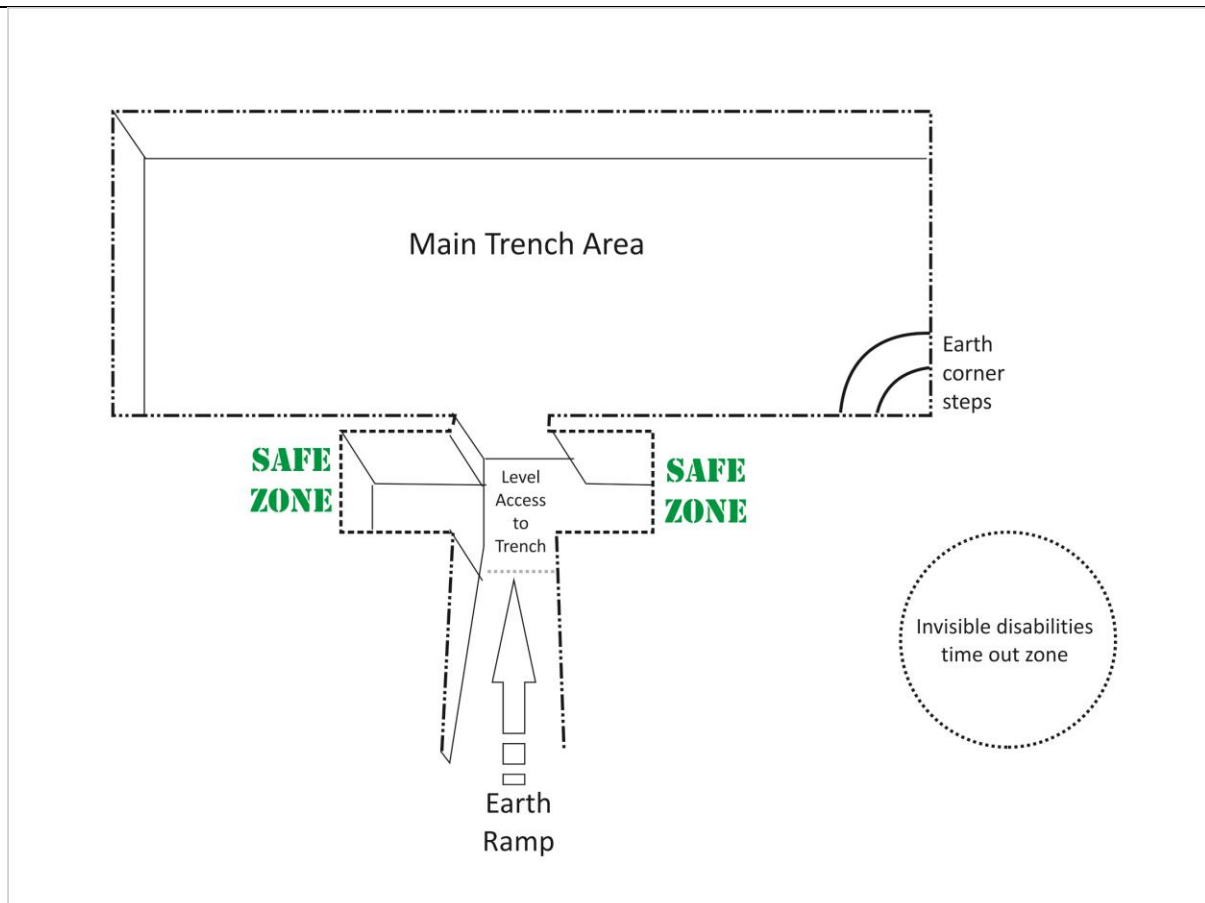 Main Trench Area
Earth
corner
steps
SAFE
ZONE
Level
Access
to
Trench
SAFE
ZONE
Invisible disabilities
time out zone
Earth
Ramp